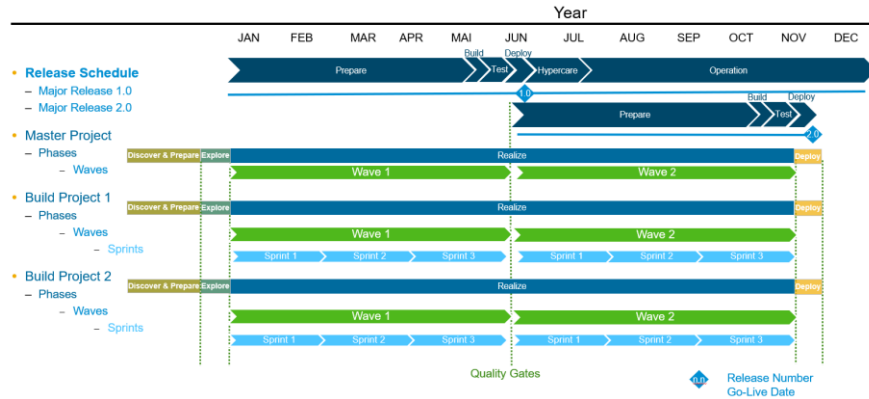 Year
JAN FEB MAR APR MAI JUN JUL AUG SEP OCT NOV DEC
Build Deploy
Prepare Test Hypercare Operation
Release Schedule
– Major Release 1.0
1.0
– Major Release 2.0
Build Deploy
Prepare Test
2.0
Master Project
– Phases
Discover & Prepare Explore Realize Deploy
– Waves
Wave 1 Wave 2
Build Project 1
– Phases
Discover & Prepare Explore Realize Deploy
– Waves
Wave 1 Wave 2
– Sprints
Sprint 1 Sprint 2 Sprint 3 Sprint 1 Sprint 2 Sprint 3
Build Project 2
– Phases
Discover & Prepare Explore Realize Deploy
– Waves
Wave 1 Wave 2
– Sprints
Sprint 1 Sprint 2 Sprint 3 Sprint 1 Sprint 2 Sprint 3
Quality Gates
n.n Release Number
Go-Live Date